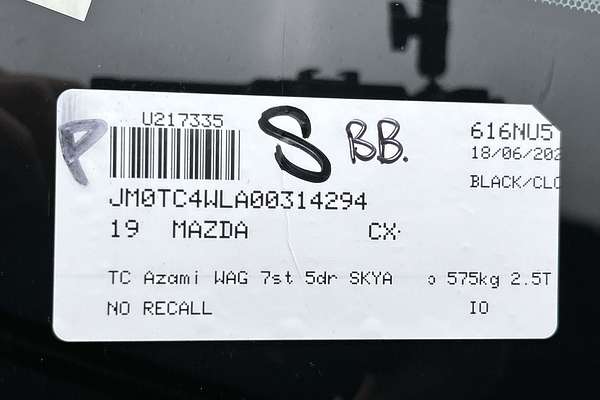 U217335
P
S
BB.
616NU5
18/06/202
BLACK/CLO
JM0TC4WLA00314294
19 MAZDA CX
TC Azami WAG 7st 5dr SKYA 575kg 2.5T
NO RECALL IO